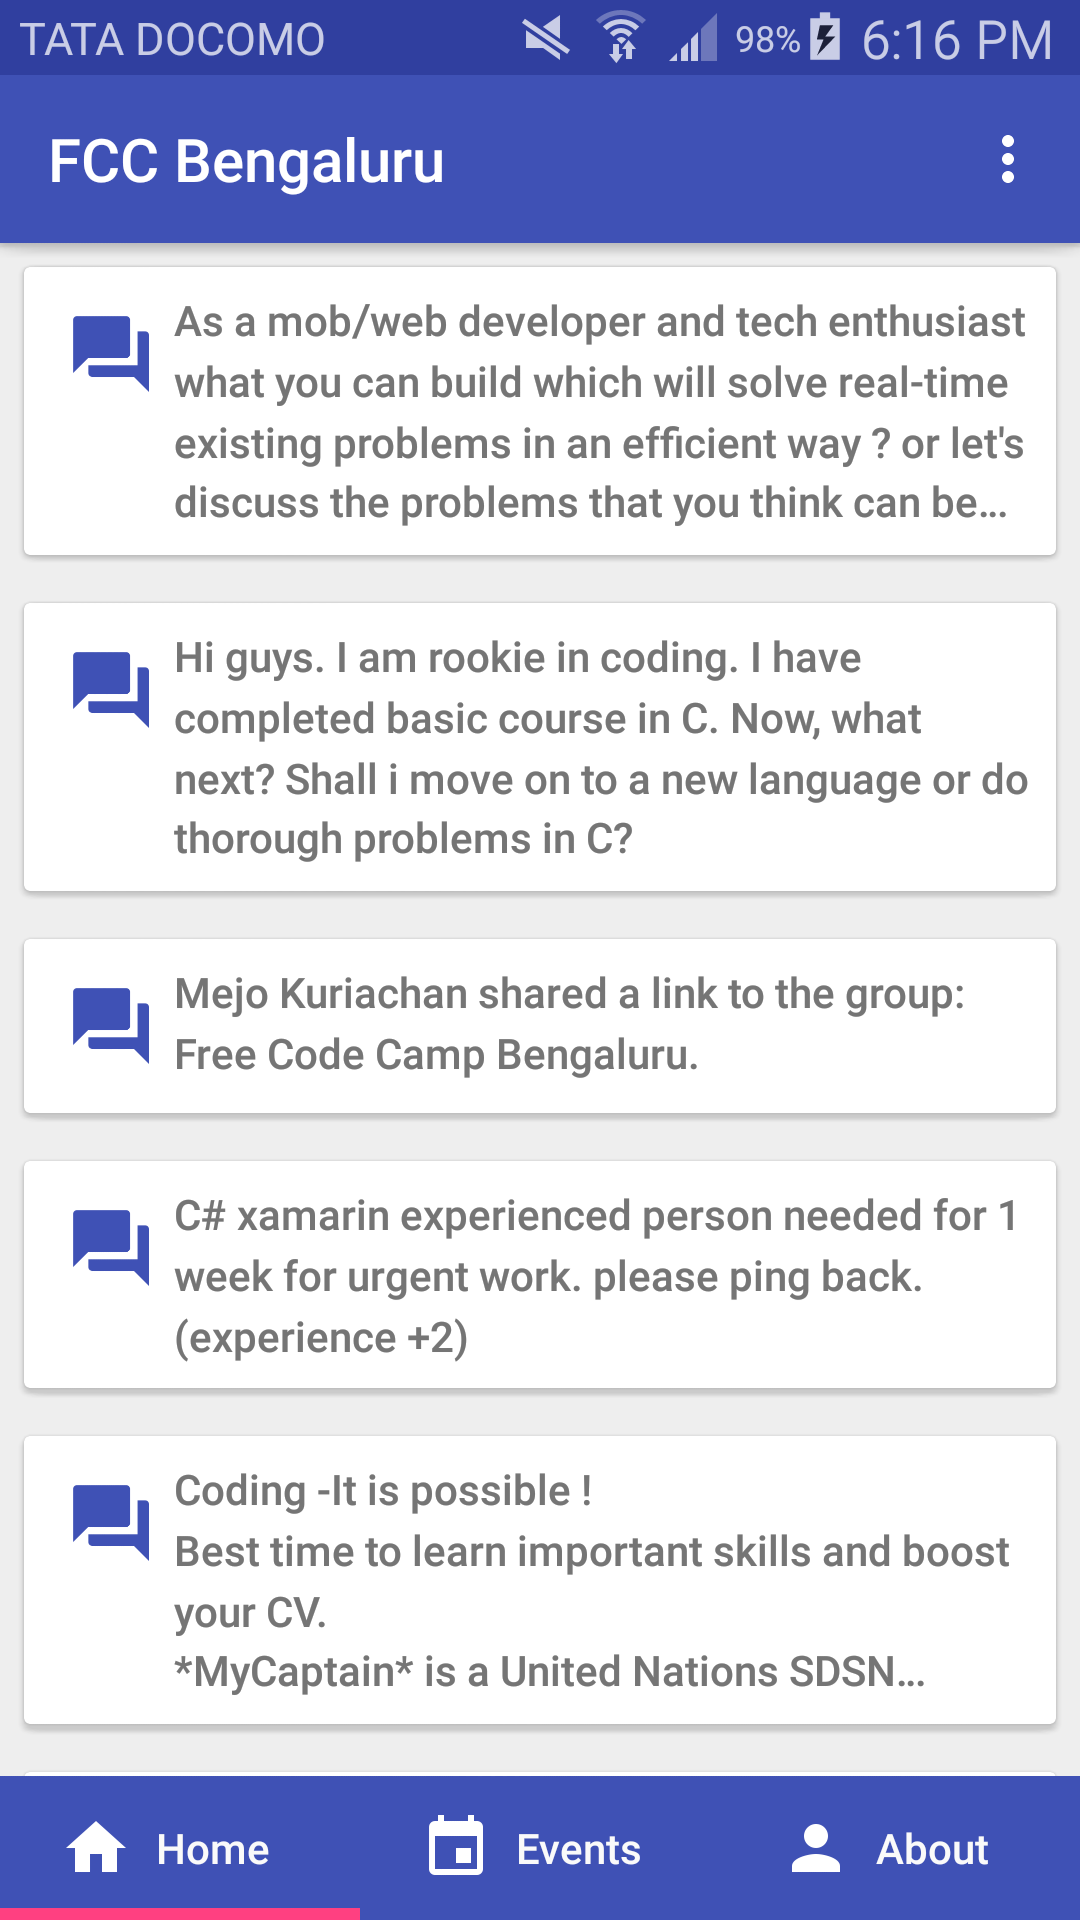 TATA DOCOMO 98% 6:16 PM
FCC Bengaluru
As a mob/web developer and tech enthusiast
what you can build which will solve real-time
existing problems in an efficient way ? or let's
discuss the problems that you think can be...
Hi guys. I am rookie in coding. I have
completed basic course in C. Now, what
next? Shall i move on to a new language or do
thorough problems in C?
Mejo Kuriachan shared a link to the group:
Free Code Camp Bengaluru.
C# xamarin experienced person needed for 1
week for urgent work. please ping back.
(experience +2)
Coding -It is possible !
Best time to learn important skills and boost
your CV.
*MyCaptain* is a United Nations SDSN...
Home Events About